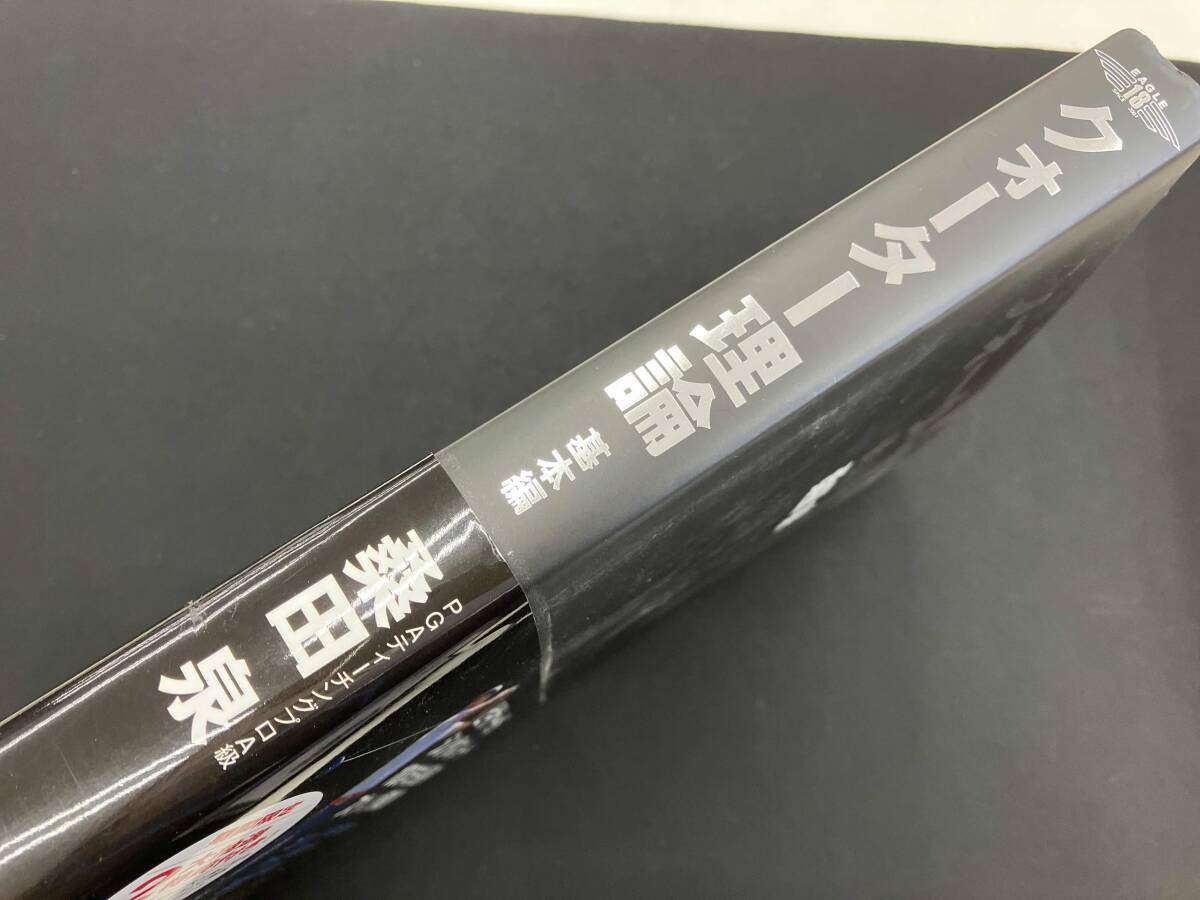 EAGLE
18
クォーター理論
基本編
桑田 泉
PGAティーチングプロA級